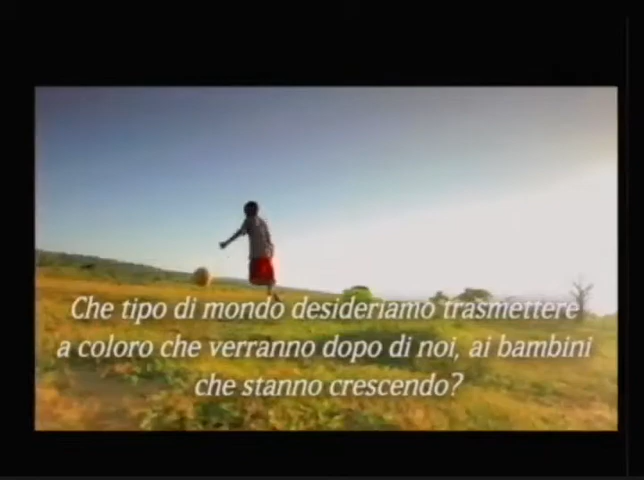 Che tipo di mondo desideriamo trasmettere
a coloro che verranno dopo di noi, ai bambini
che stanno crescendo?